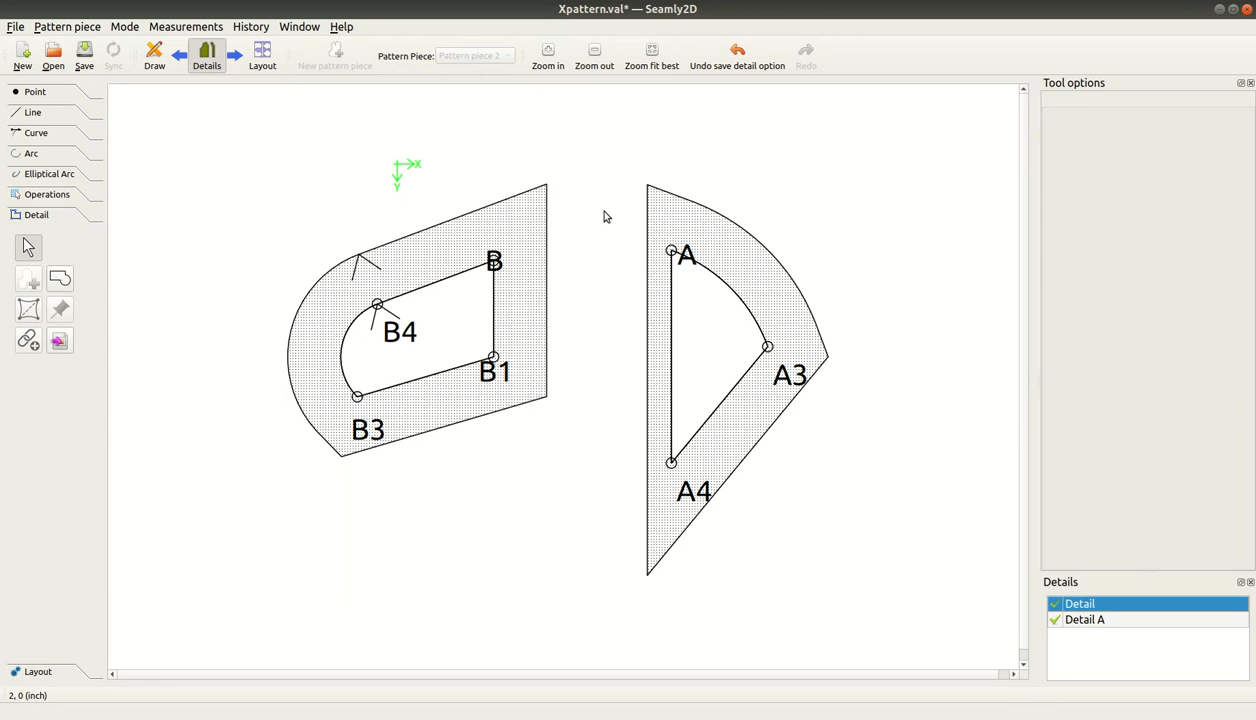 Xpattern.val* — Seamly2D
File Pattern piece Mode Measurements History Window Help
New Open Save Sync Draw Details Layout New pattern piece Pattern Piece: Pattern piece 2 Zoom in Zoom out Zoom fit best Undo save detail option Redo
Point
Line
Curve
Arc
Elliptical Arc
Operations
Detail
X
Y
B
B4
B1
B3
A
A3
A4
Tool options
Details
Detail
Detail A
Layout
2, 0 (inch)